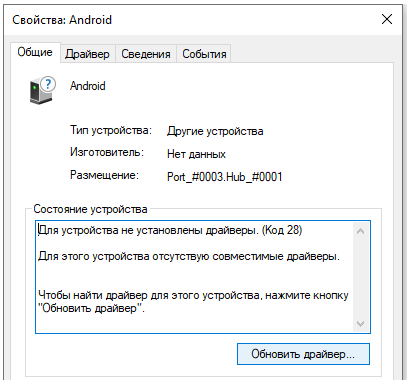 Свойства: Android
Общие
Драйвер
Сведения
События
Android
Тип устройства: Другие устройства
Изготовитель: Нет данных
Размещение: Port_#0003.Hub_#0001
Состояние устройства
Для устройства не установлены драйверы. (Код 28)
Для этого устройства отсутствуют совместимые драйверы.
Чтобы найти драйвер для этого устройства, нажмите кнопку
"Обновить драйвер".
Обновить драйвер...